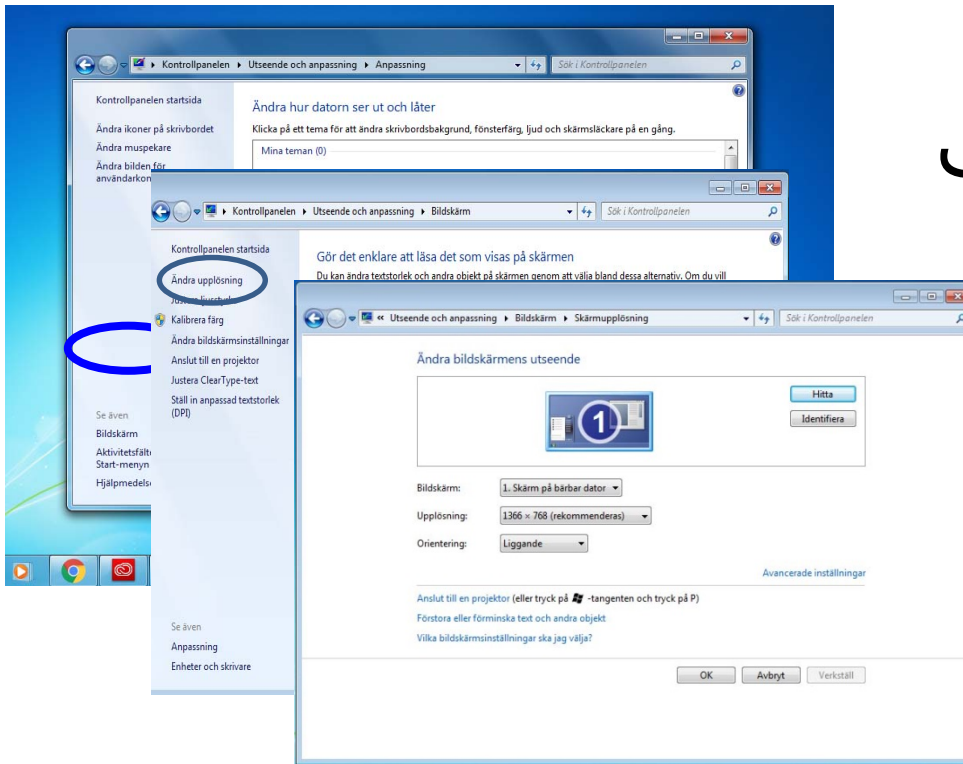 Kontrollpanelen ▸ Utseende och anpassning ▸ Anpassning
Sök i Kontrollpanelen
Kontrollpanelen startsida
Ändra ikoner på skrivbordet
Ändra muspekare
Ändra bilden för
användarkon
Se även
Bildskärm
Aktivitetsfält
Start-menyn
Hjälpmedels
Ändra hur datorn ser ut och låter
Klicka på ett tema för att ändra skrivbordsbakgrund, fönsterfärg, ljud och skärmsläckare på en gång.
Mina teman (0)
Kontrollpanelen ▸ Utseende och anpassning ▸ Bildskärm
Sök i Kontrollpanelen
Kontrollpanelen startsida
Ändra upplösning
Kalibrera färg
Ändra bildskärmsinställningar
Anslut till en projektor
Justera ClearType-text
Ställ in anpassad textstorlek
(DPI)
Se även
Anpassning
Enheter och skrivare
Gör det enklare att läsa det som visas på skärmen
Du kan ändra textstorlek och andra objekt på skärmen genom att välja bland dessa alternativ. Om du vill
« Utseende och anpassning ▸ Bildskärm ▸ Skärmupplösning
Sök i Kontrollpanelen
Ändra bildskärmens utseende
1
Hitta
Identifiera
Bildskärm: 1. Skärm på bärbar dator
Upplösning: 1366 × 768 (rekommenderas)
Orientering: Liggande
Avancerade inställningar
Anslut till en projektor (eller tryck på -tangenten och tryck på P)
Förstora eller förminska text och andra objekt
Vilka bildskärmsinställningar ska jag välja?
OK Avbryt Verkställ